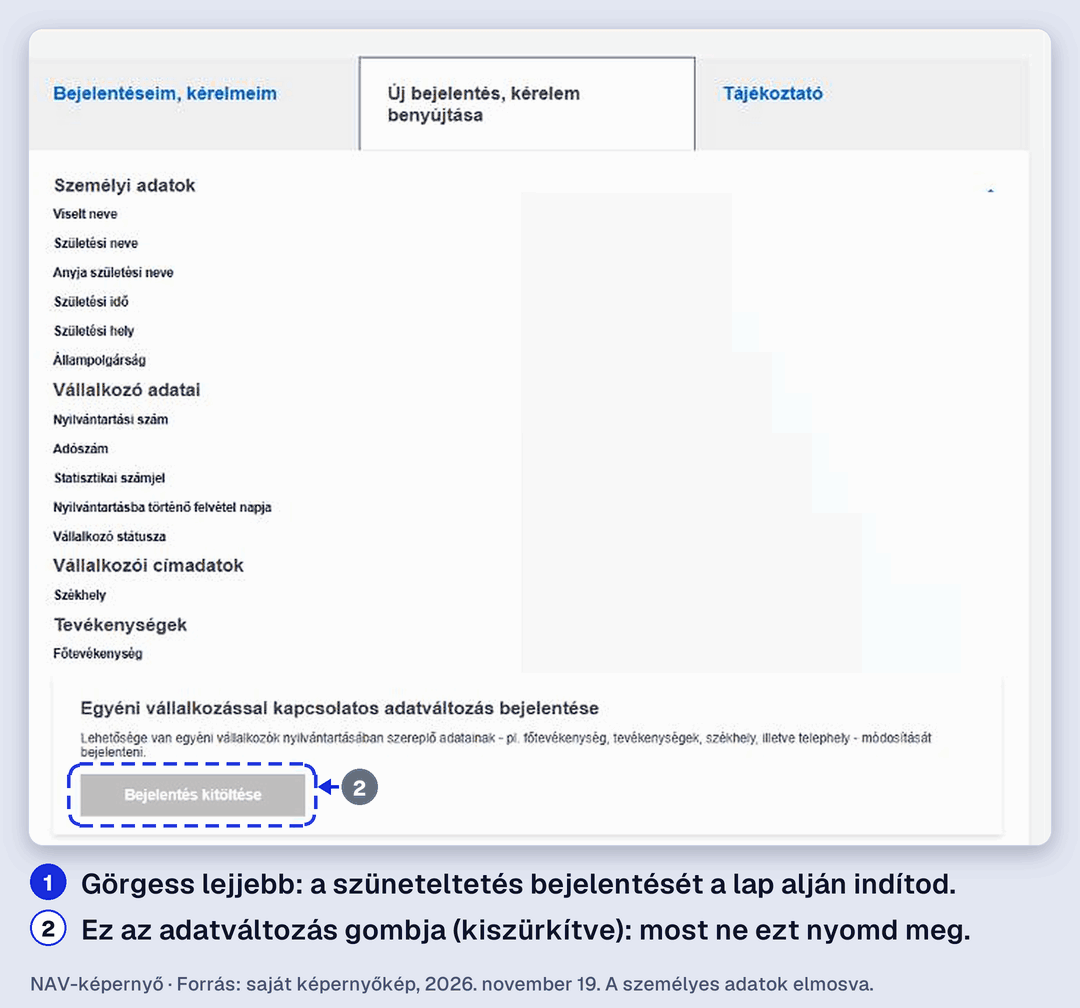 Bejelentéseim, kérelmeim
Új bejelentés, kérelem
benyújtása
Tájékoztató
Személyi adatok
Viselt neve
Születési neve
Anyja születési neve
Születési idő
Születési hely
Állampolgárság
Vállalkozó adatai
Nyilvántartási szám
Adószám
Statisztikai számjel
Nyilvántartásba történő felvétel napja
Vállalkozó státusza
Vállalkozói címadatok
Székhely
Tevékenységek
Főtevékenység
Egyéni vállalkozással kapcsolatos adatváltozás bejelentése
Lehetősége van egyéni vállalkozók nyilvántartásában szereplő adatainak - pl. főtevékenység, tevékenységek, székhely, illetve telephely - módosítását
bejelenteni.
Bejelentés kitöltése
2
1 Görgess lejjebb: a szüneteltetés bejelentését a lap alján indítod.
2 Ez az adatváltozás gombja (kiszürkítve): most ne ezt nyomd meg.
NAV-képernyő · Forrás: saját képernyőkép, 2026. november 19. A személyes adatok elmosva.